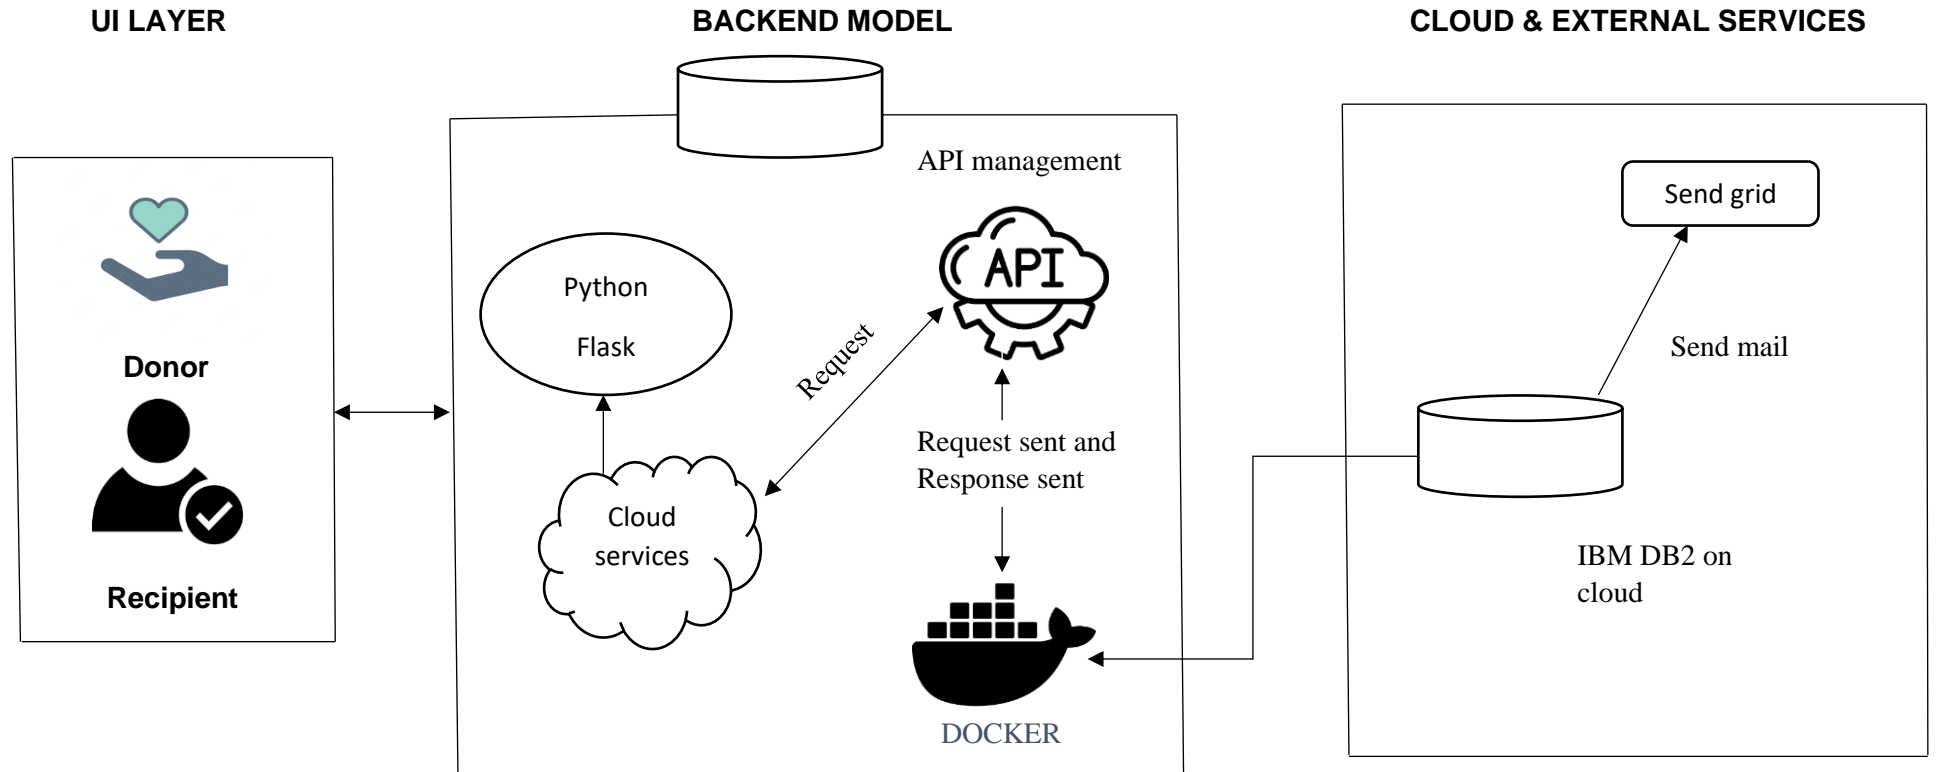 UI LAYER
BACKEND MODEL
CLOUD & EXTERNAL SERVICES
Donor
Recipient
API management
API
Python
Flask
Request
Request sent and
Response sent
Cloud
services
DOCKER
Send grid
Send mail
IBM DB2 on
cloud